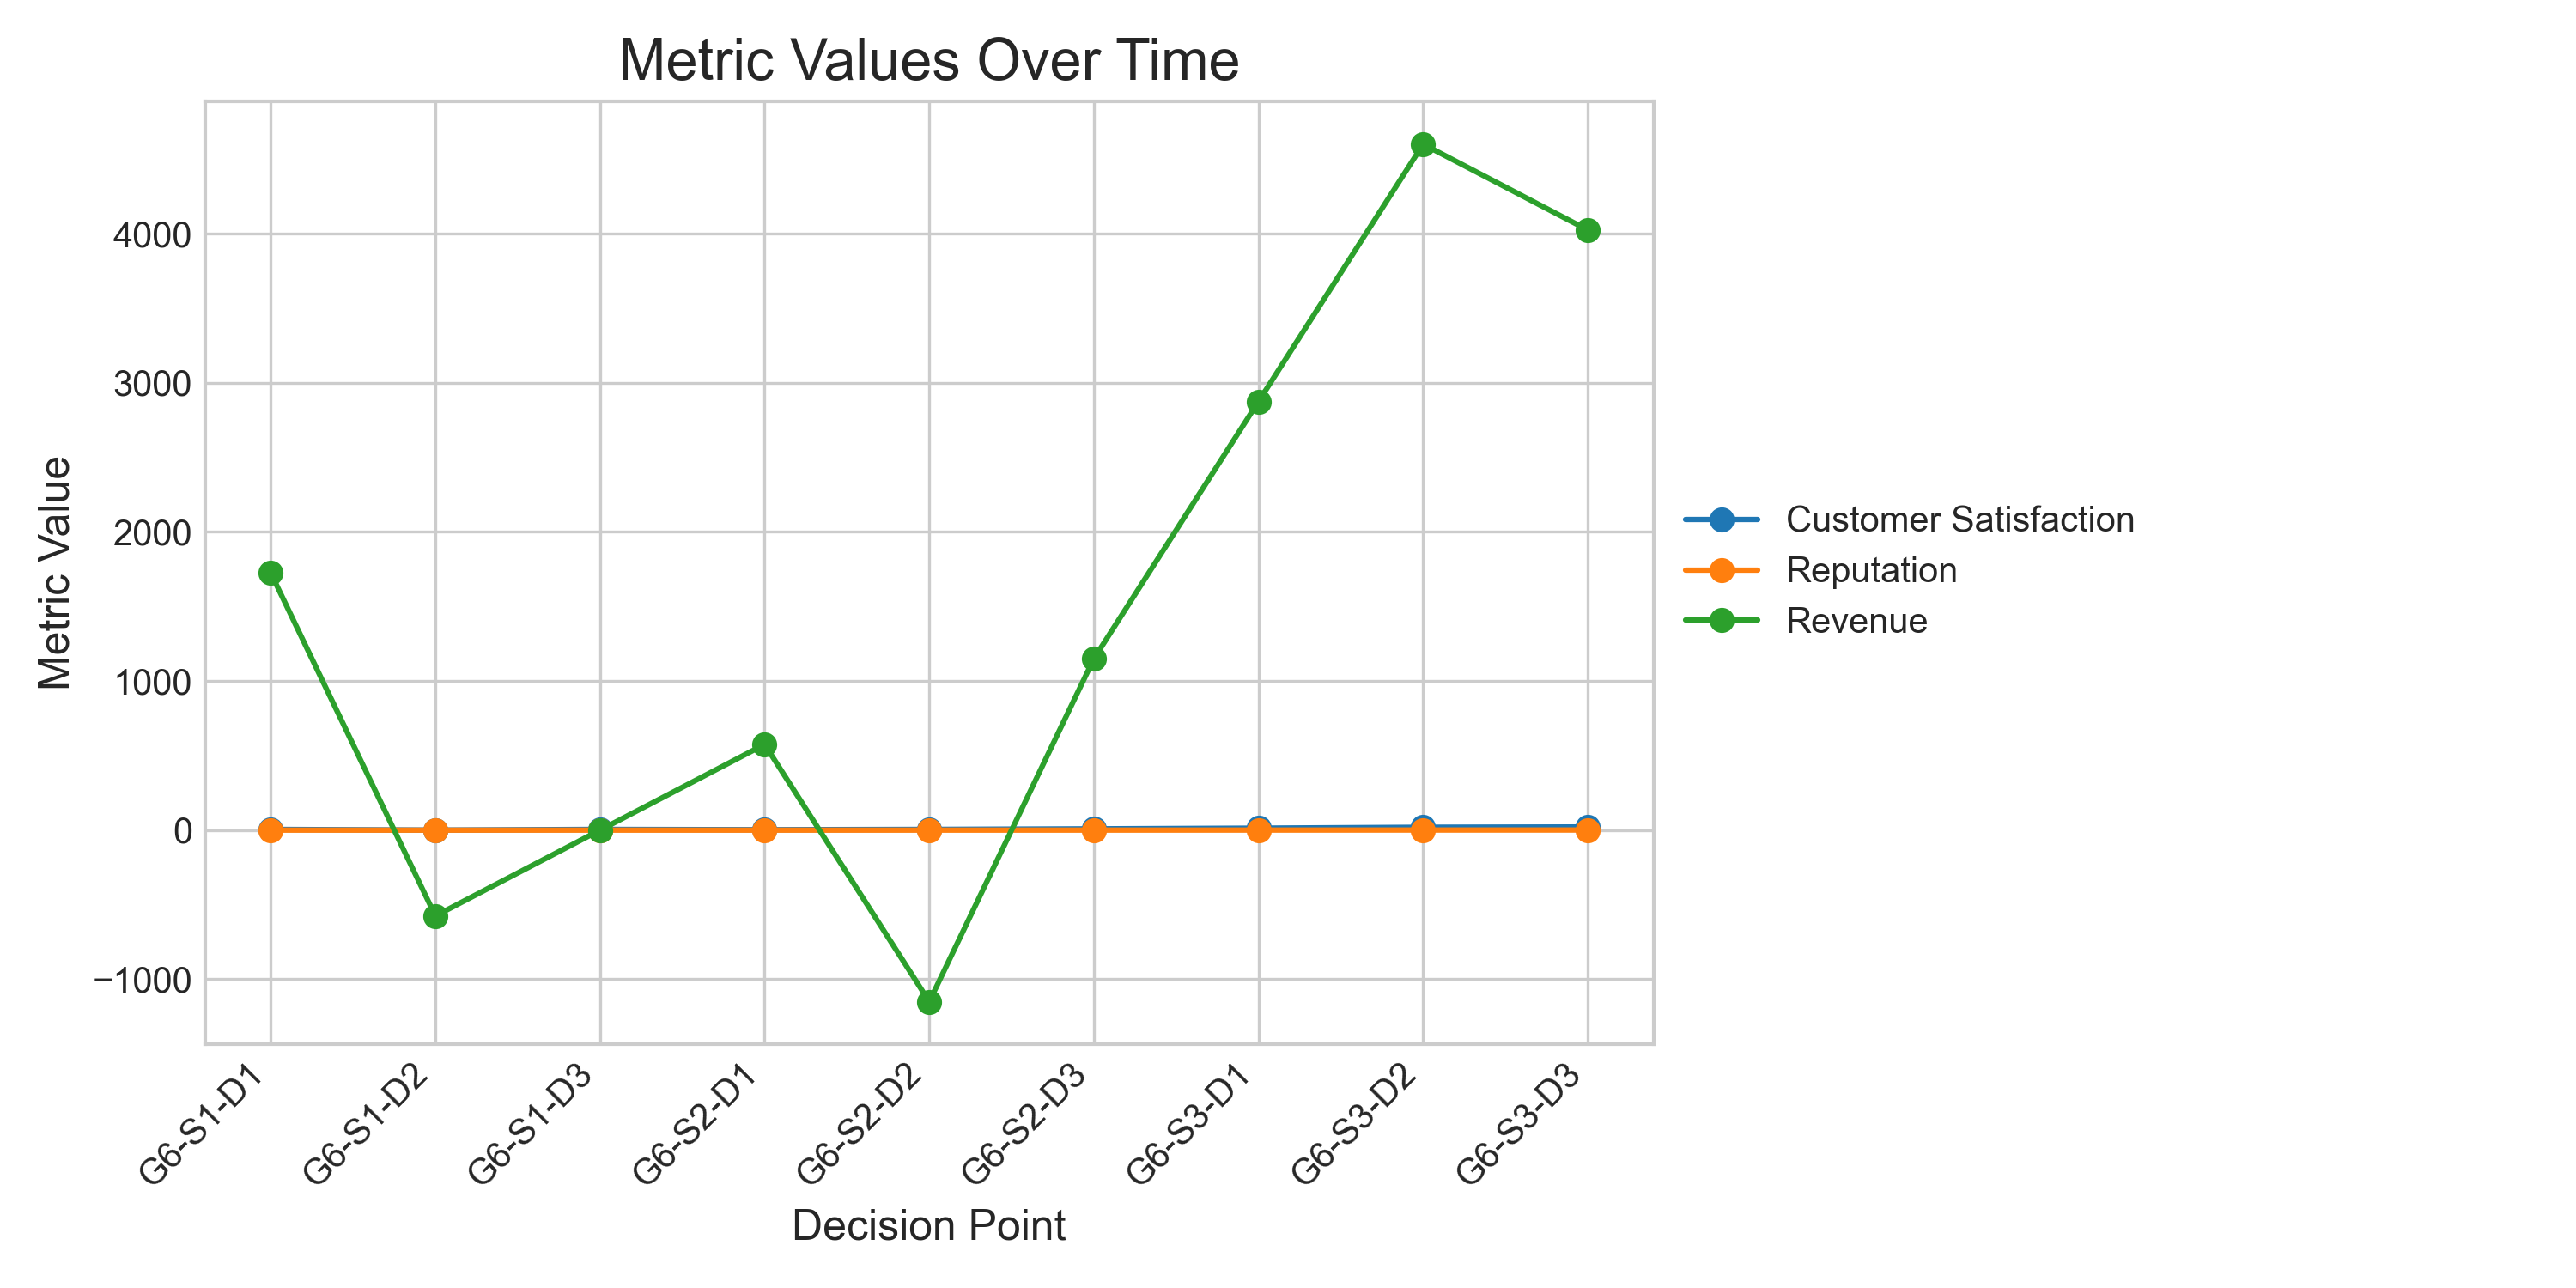 Metric Values Over Time
Metric Value
4000
3000
2000
1000
0
−1000
G6-S1-D1
G6-S1-D2
G6-S1-D3
G6-S2-D1
G6-S2-D2
G6-S2-D3
G6-S3-D1
G6-S3-D2
G6-S3-D3
Decision Point
Customer Satisfaction
Reputation
Revenue